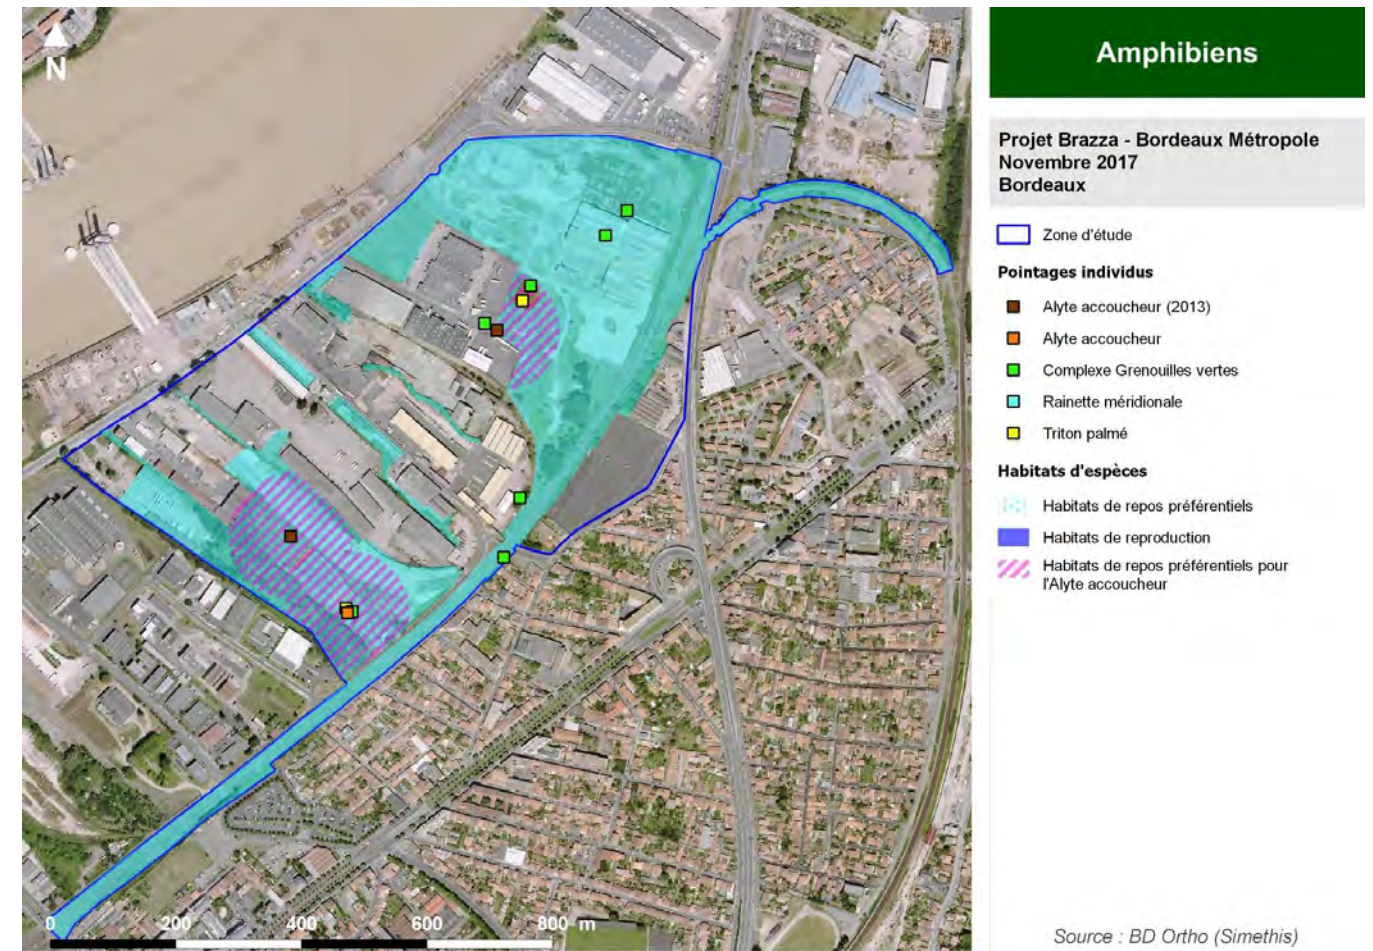 N
Amphibiens
Projet Brazza - Bordeaux Métropole
Novembre 2017
Bordeaux
Zone d'étude
Pointages individus
Alyte accoucheur (2013)
Alyte accoucheur
Complexe Grenouilles vertes
Rainette méridionale
Triton palmé
Habitats d'espèces
Habitats de repos préférentiels
Habitats de reproduction
Habitats de repos préférentiels pour
l'Alyte accoucheur
0 200 400 600 800 m
Source : BD Ortho (Simethis)